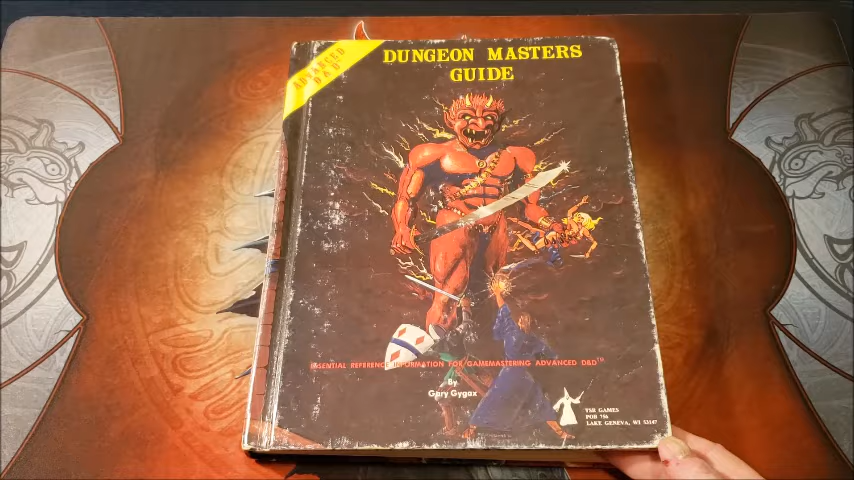 ADVANCED
D&D
DUNGEON MASTERS
GUIDE
ESSENTIAL REFERENCE INFORMATION FOR GAMEMASTERING ADVANCED D&D™
By
Gary Gygax
TSR GAMES
POB 756
LAKE GENEVA, WI 53147